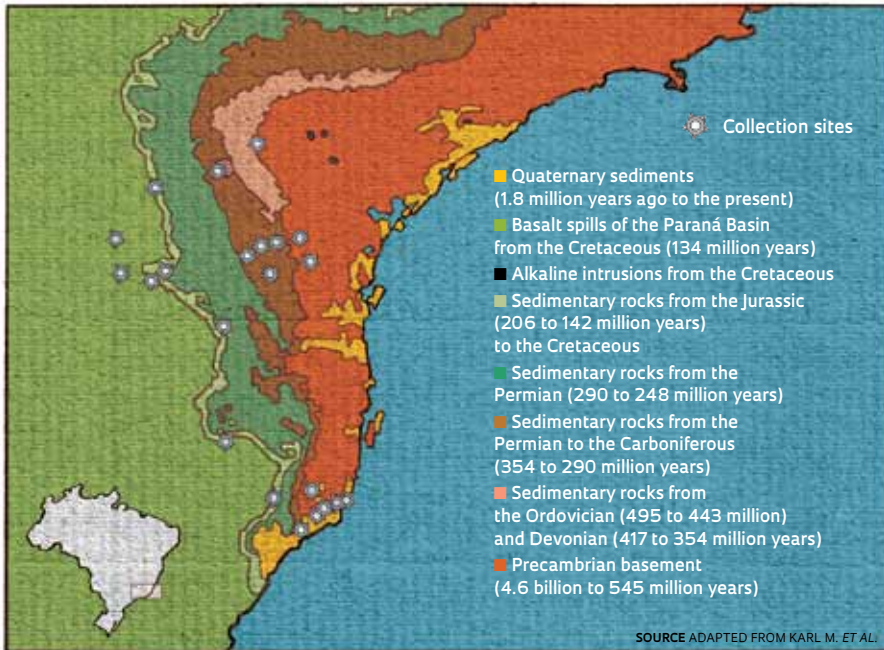 Collection sites
Quaternary sediments
(1.8 million years ago to the present)
Basalt spills of the Paraná Basin
from the Cretaceous (134 million years)
Alkaline intrusions from the Cretaceous
Sedimentary rocks from the Jurassic
(206 to 142 million years)
to the Cretaceous
Sedimentary rocks from the
Permian (290 to 248 million years)
Sedimentary rocks from the
Permian to the Carboniferous
(354 to 290 million years)
Sedimentary rocks from
the Ordovician (495 to 443 million)
and Devonian (417 to 354 million years)
Precambrian basement
(4.6 billion to 545 million years)
SOURCE ADAPTED FROM KARL M. ET AL.